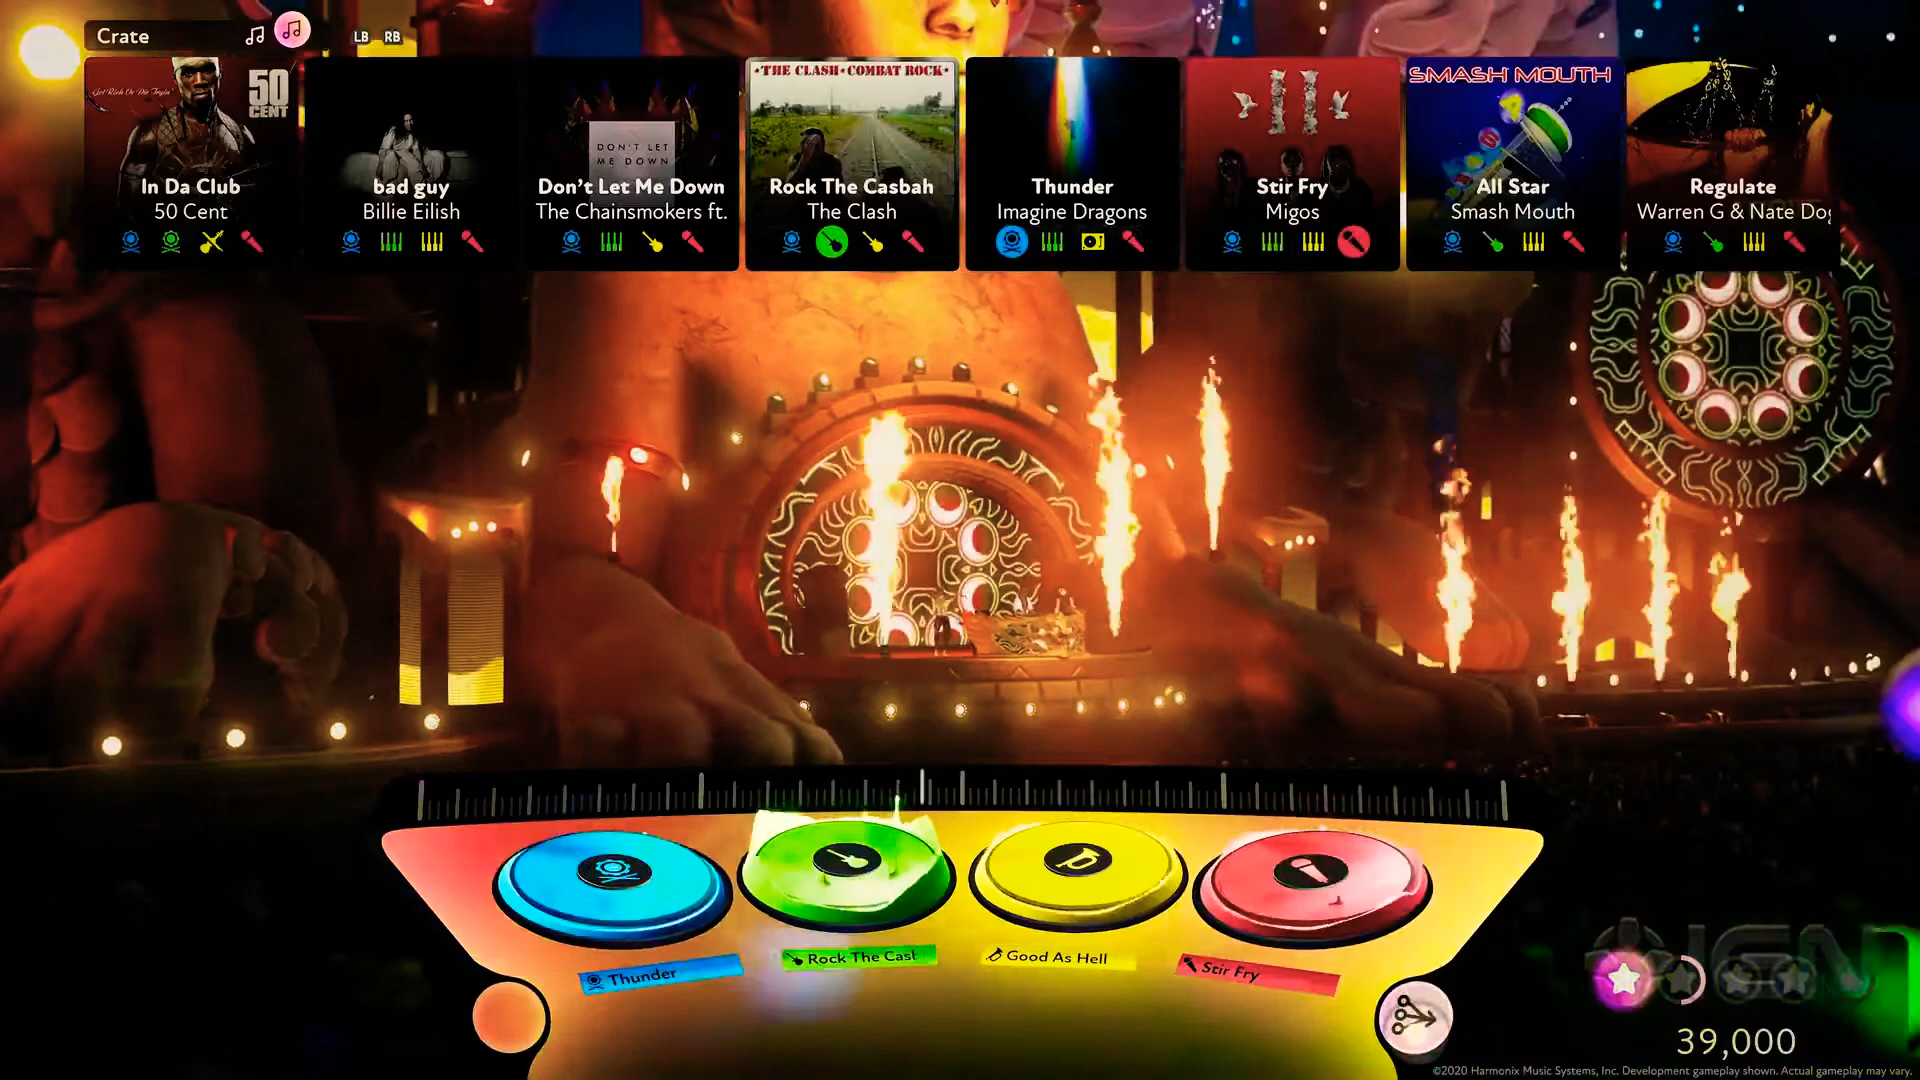 Crate
LB RB
Get Rich Or Die Tryin'
50 CENT
In Da Club
50 Cent
bad guy
Billie Eilish
DON'T LET
ME DOWN
Don't Let Me Down
The Chainsmokers ft.
•THE CLASH•COMBAT ROCK•
Rock The Casbah
The Clash
Thunder
Imagine Dragons
Stir Fry
Migos
SMASH MOUTH
All Star
Smash Mouth
Regulate
Warren G & Nate Dog
Thunder
Rock The Cast
Good As Hell
Stir Fry
IGN
39,000
©2020 Harmonix Music Systems, Inc. Development gameplay shown. Actual gameplay may vary.